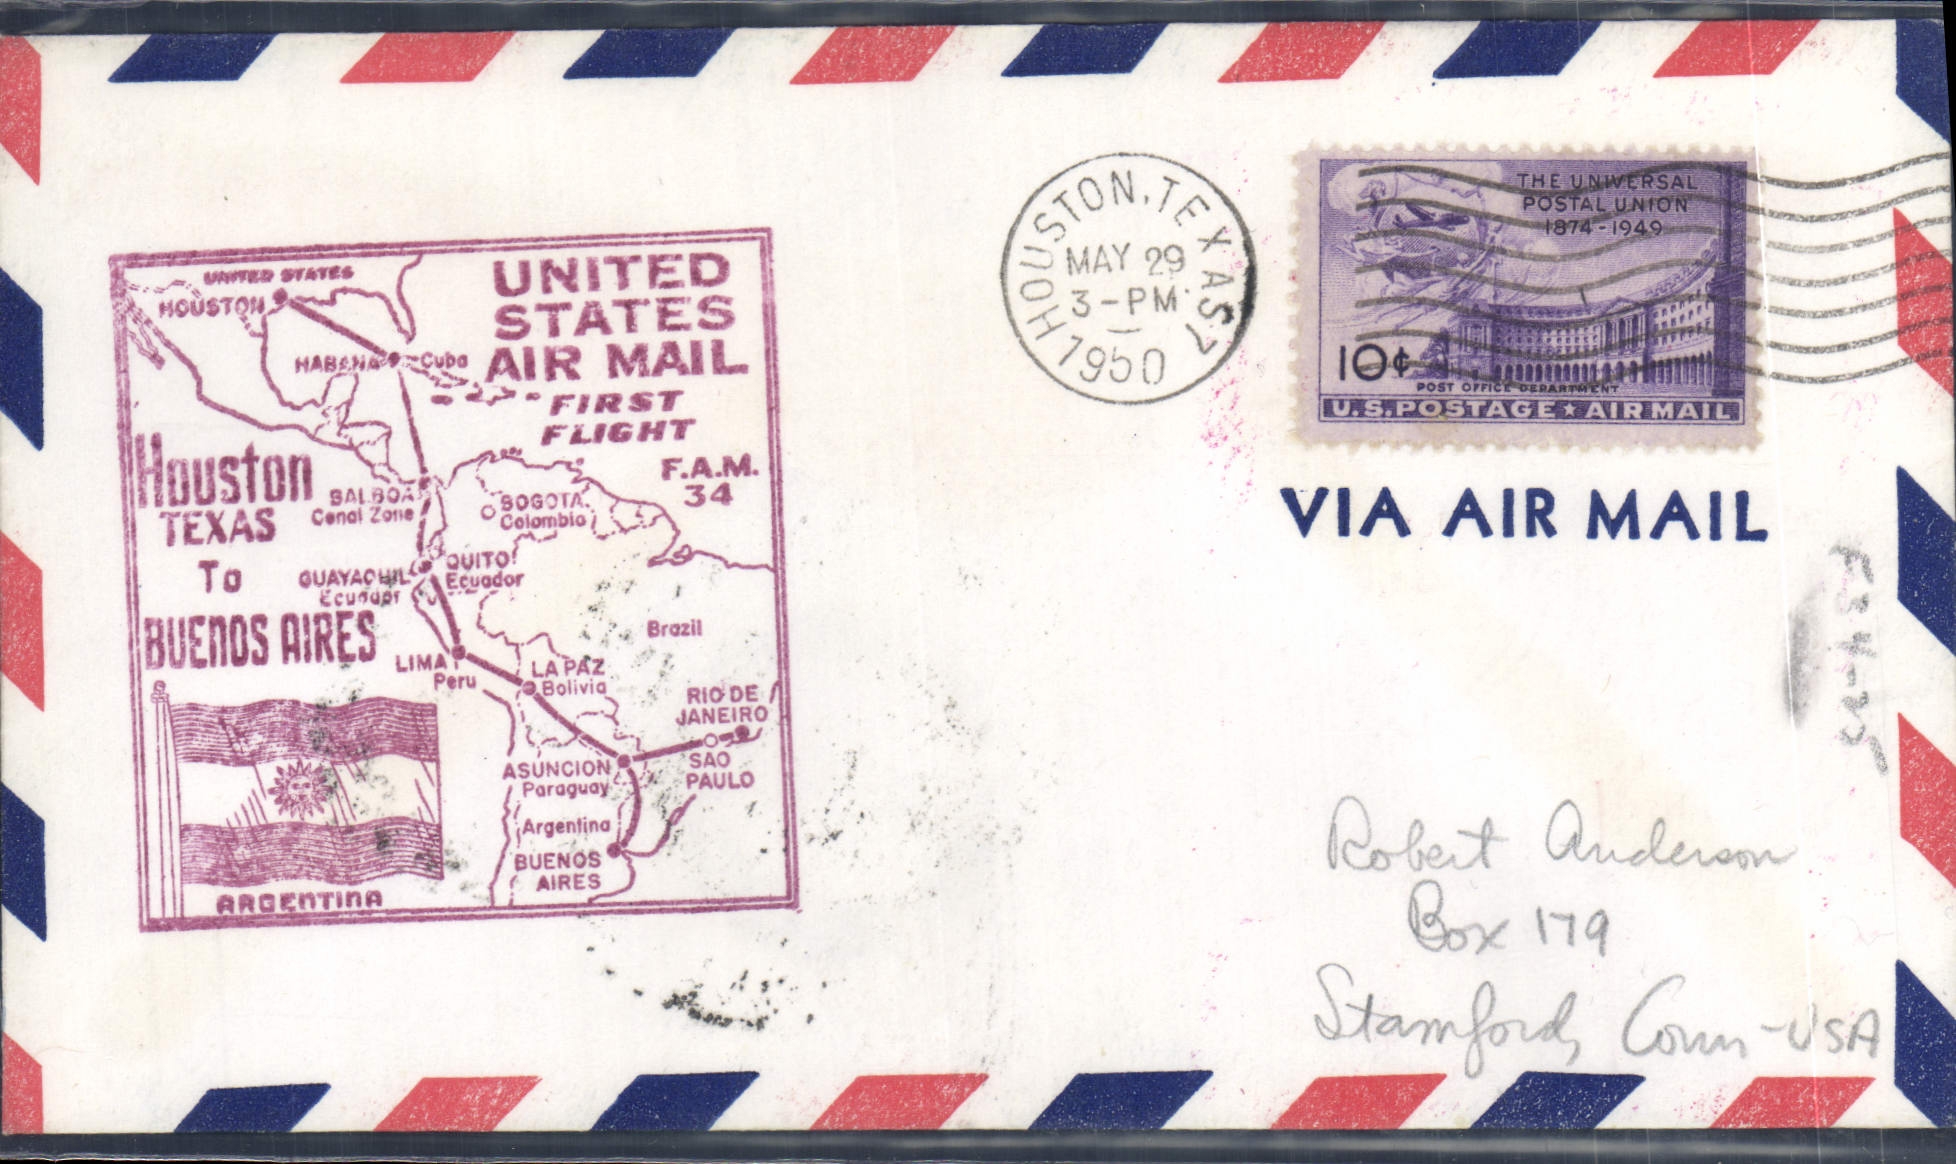 UNITED STATES
AIR MAIL
FIRST
FLIGHT
F.A.M.
34
UNITED STATES
HOUSTON
HABANA
Cuba
Houston
TEXAS
To
BUENOS AIRES
BALBOA
Canal Zone
BOGOTA
Colombia
GUAYAQUIL
Ecuador
QUITO
Ecuador
Brazil
LIMA
Peru
LA PAZ
Bolivia
RIO DE
JANEIRO
SAO
PAULO
ASUNCION
Paraguay
Argentina
BUENOS
AIRES
ARGENTINA
HOUSTON, TEXAS 7
MAY 29
3-PM
1950
THE UNIVERSAL
POSTAL UNION
1874-1949
10¢
POST OFFICE DEPARTMENT
U.S. POSTAGE ★ AIR MAIL
VIA AIR MAIL
Robert Anderson
Box 179
Stamford, Conn-USA